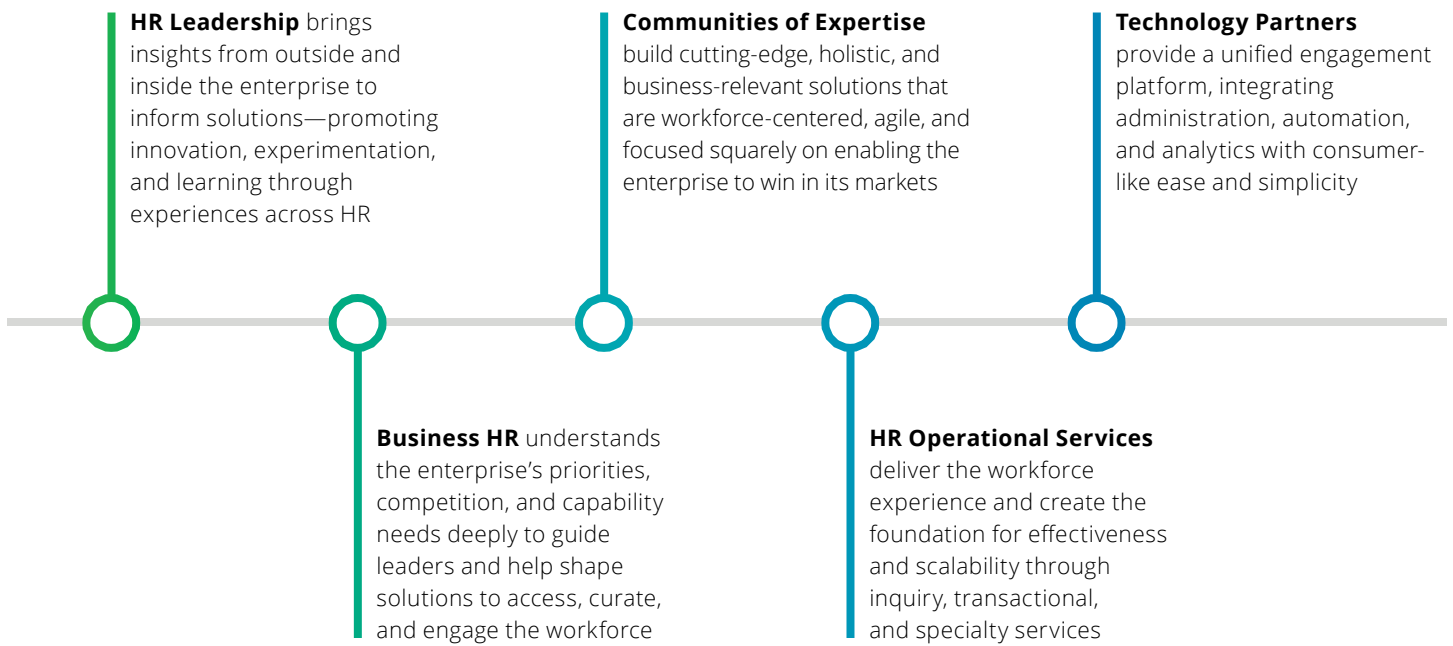 HR Leadership brings
insights from outside and
inside the enterprise to
inform solutions—promoting
innovation, experimentation,
and learning through
experiences across HR
Communities of Expertise
build cutting-edge, holistic, and
business-relevant solutions that
are workforce-centered, agile, and
focused squarely on enabling the
enterprise to win in its markets
Technology Partners
provide a unified engagement
platform, integrating
administration, automation,
and analytics with consumer-
like ease and simplicity
Business HR understands
the enterprise’s priorities,
competition, and capability
needs deeply to guide
leaders and help shape
solutions to access, curate,
and engage the workforce
HR Operational Services
deliver the workforce
experience and create the
foundation for effectiveness
and scalability through
inquiry, transactional,
and specialty services